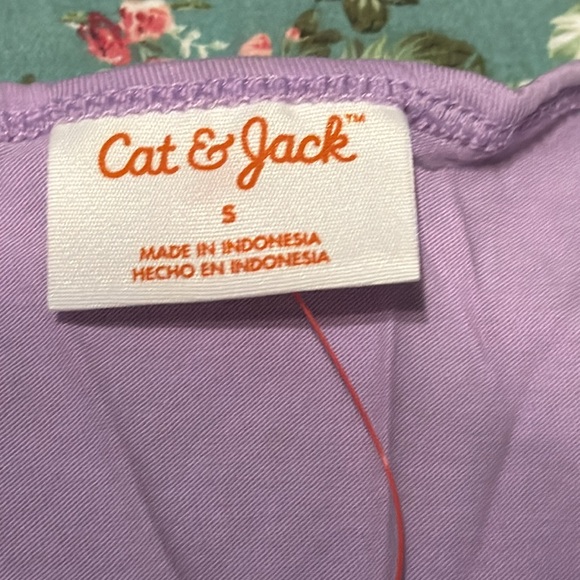 Cat & Jack™
S
MADE IN INDONESIA
HECHO EN INDONESIA